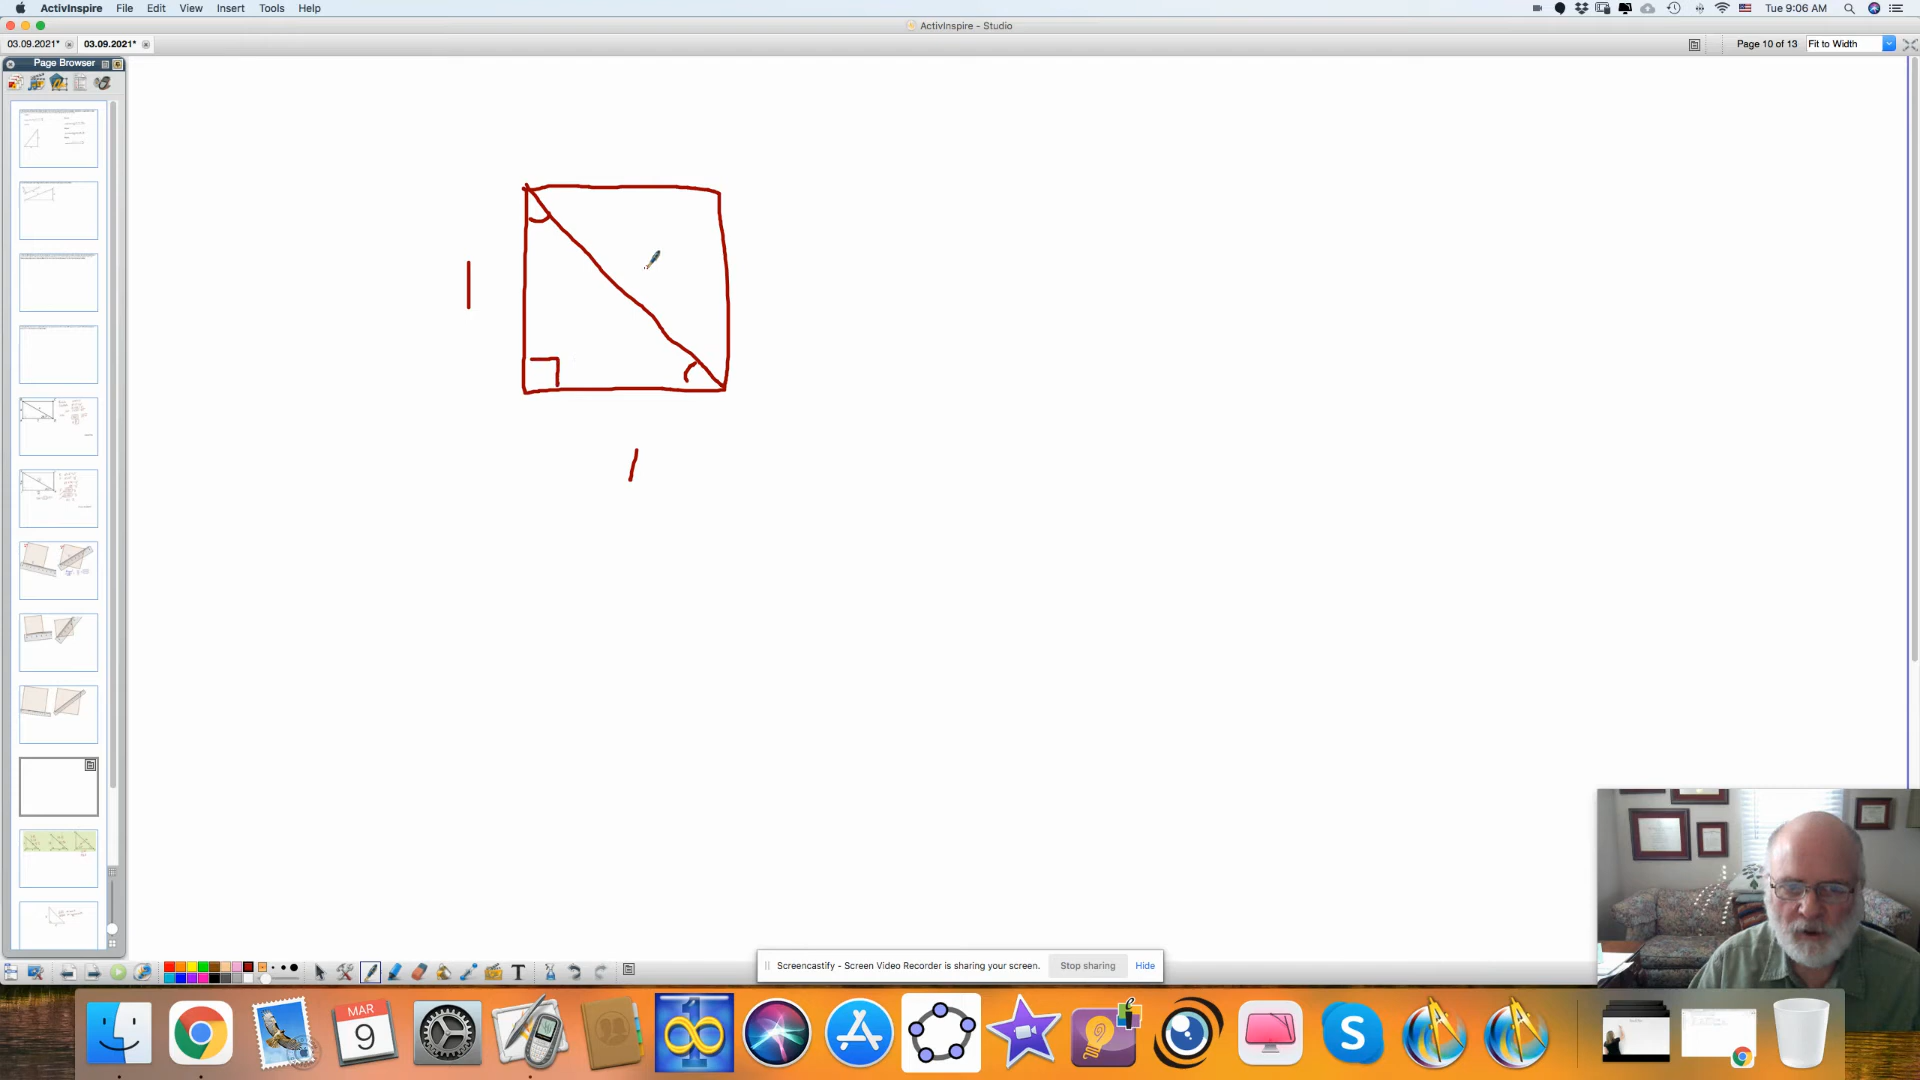 ActivInspire File Edit View Insert Tools Help Tue 9:06 AM
ActivInspire - Studio
03.09.2021* 03.09.2021* Page 10 of 13 Fit to Width
Page Browser
1
1
Screencastify - Screen Video Recorder is sharing your screen. Stop sharing Hide
T
MAR
9
1
S